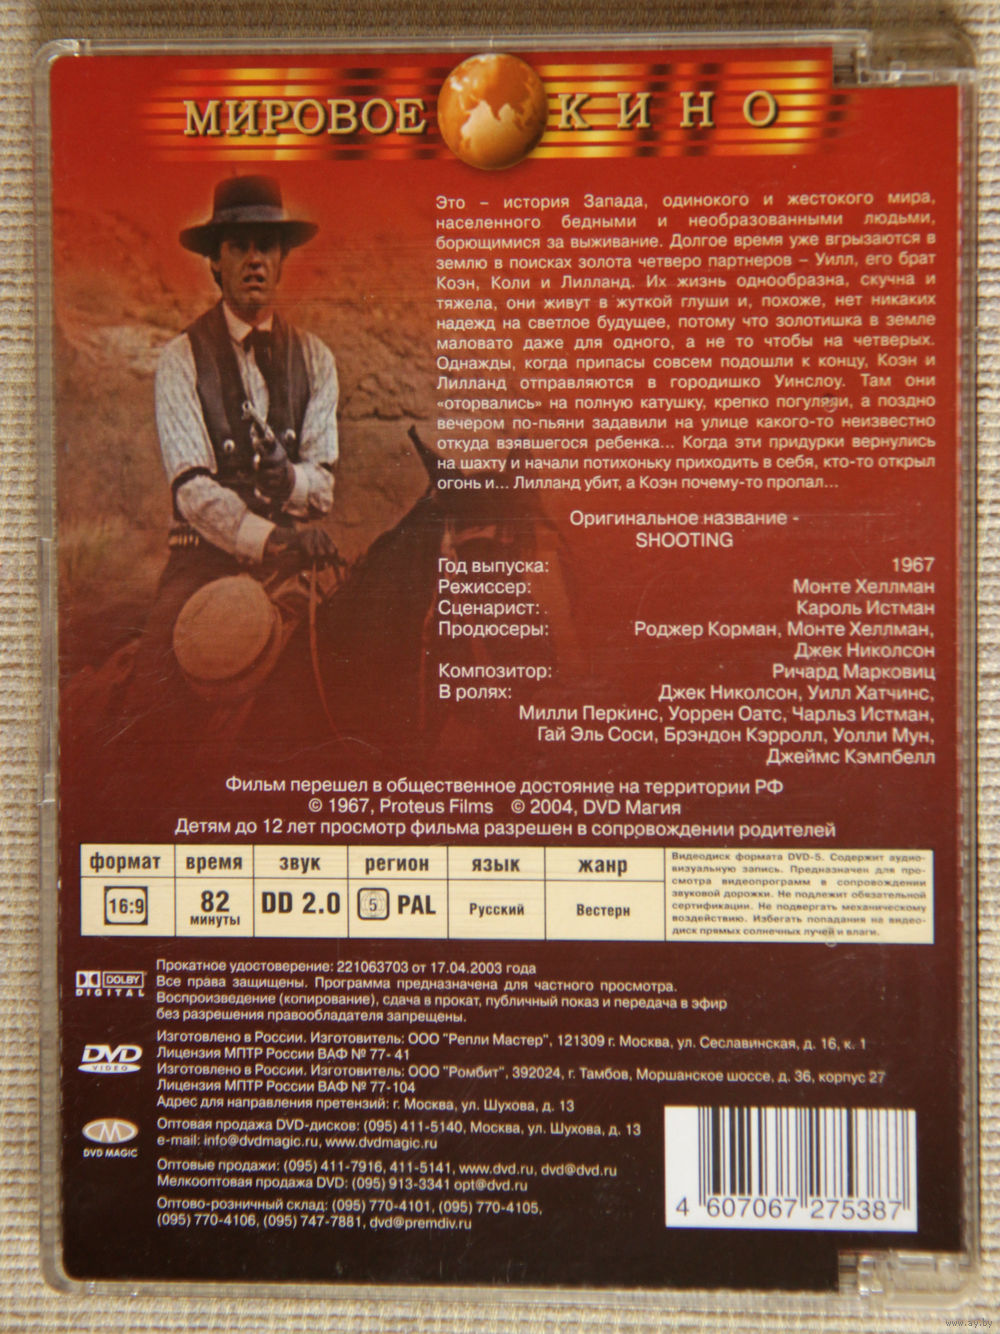 МИРОВОЕ КИНО
Это – история Запада, одинокого и жестокого мира,
населенного бедными и необразованными людьми,
борющимися за выживание. Долгое время уже вгрызаются в
землю в поисках золота четверо партнеров – Уилл, его брат
Коэн, Коли и Лилланд. Их жизнь однообразна, скучна и
тяжела, они живут в жуткой глуши и, похоже, нет никаких
надежд на светлое будущее, потому что золотишка в земле
маловато даже для одного, а не то чтобы на четверых.
Однажды, когда припасы совсем подошли к концу, Коэн и
Лилланд отправляются в городишко Уинслоу. Там они
«оторвались» на полную катушку, крепко погуляли, а поздно
вечером по-пьяни задавили на улице какого-то неизвестно
откуда взявшегося ребенка... Когда эти придурки вернулись
на шахту и начали потихоньку приходить в себя, кто-то открыл
огонь и... Лилланд убит, а Коэн почему-то пропал...
Оригинальное название -
SHOOTING
Год выпуска: 1967
Режиссер: Монте Хеллман
Сценарист: Кароль Истман
Продюсеры: Роджер Корман, Монте Хеллман,
Джек Николсон
Композитор: Ричард Марковиц
В ролях: Джек Николсон, Уилл Хатчинс,
Милли Перкинс, Уоррен Оатс, Чарльз Истман,
Гай Эль Соси, Брэндон Кэрролл, Уолли Мун,
Джеймс Кэмпбелл
Фильм перешел в общественное достояние на территории РФ
© 1967, Proteus Films © 2004, DVD Магия
Детям до 12 лет просмотр фильма разрешен в сопровождении родителей
формат время звук регион язык жанр
16:9 82 минуты DD 2.0 5 PAL Русский Вестерн
Видеодиск формата DVD-5. Содержит аудио-
визуальную запись. Предназначен для про-
смотра видеопрограмм в сопровождении
звуковой дорожки. Не подлежит обязательной
сертификации. Не подвергать механическому
воздействию. Избегать попадания на видео-
диск прямых солнечных лучей и влаги.
DOLBY
DIGITAL
Прокатное удостоверение: 221063703 от 17.04.2003 года
Все права защищены. Программа предназначена для частного просмотра.
Воспроизведение (копирование), сдача в прокат, публичный показ и передача в эфир
без разрешения правообладателя запрещены.
DVD
VIDEO
Изготовлено в России. Изготовитель: ООО "Репли Мастер", 121309 г. Москва, ул. Сеславинская, д. 16, к. 1
Лицензия МПТР России ВАФ № 77- 41
Изготовлено в России. Изготовитель: ООО "Ромбит", 392024, г. Тамбов, Моршанское шоссе, д. 36, корпус 27
Лицензия МПТР России ВАФ № 77-104
Адрес для направления претензий: г. Москва, ул. Шухова, д. 13
DVD MAGIC
Оптовая продажа DVD-дисков: (095) 411-5140, Москва, ул. Шухова, д. 13
e-mail: info@dvdmagic.ru, www.dvdmagic.ru
Оптовые продажи: (095) 411-7916, 411-5141, www.dvd.ru, dvd@dvd.ru
Мелкооптовая продажа DVD: (095) 913-3341 opt@dvd.ru
Оптово-розничный склад: (095) 770-4101, (095) 770-4105,
(095) 770-4106, (095) 747-7881, dvd@premdiv.ru
4 607067 275387
www.ay.by